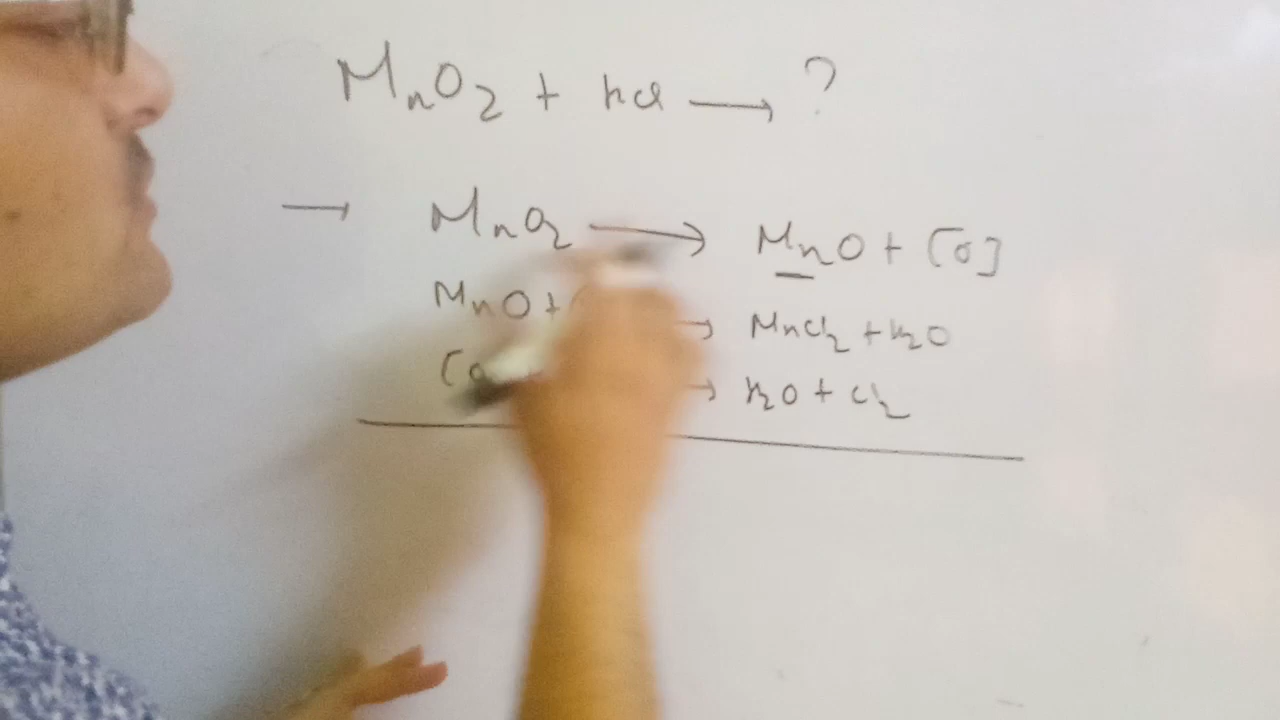 MnO2 + HCl → ?
→ MnO2 → MnO + [O]
MnO + → MnCl2 + H2O
[O → H2O + Cl2